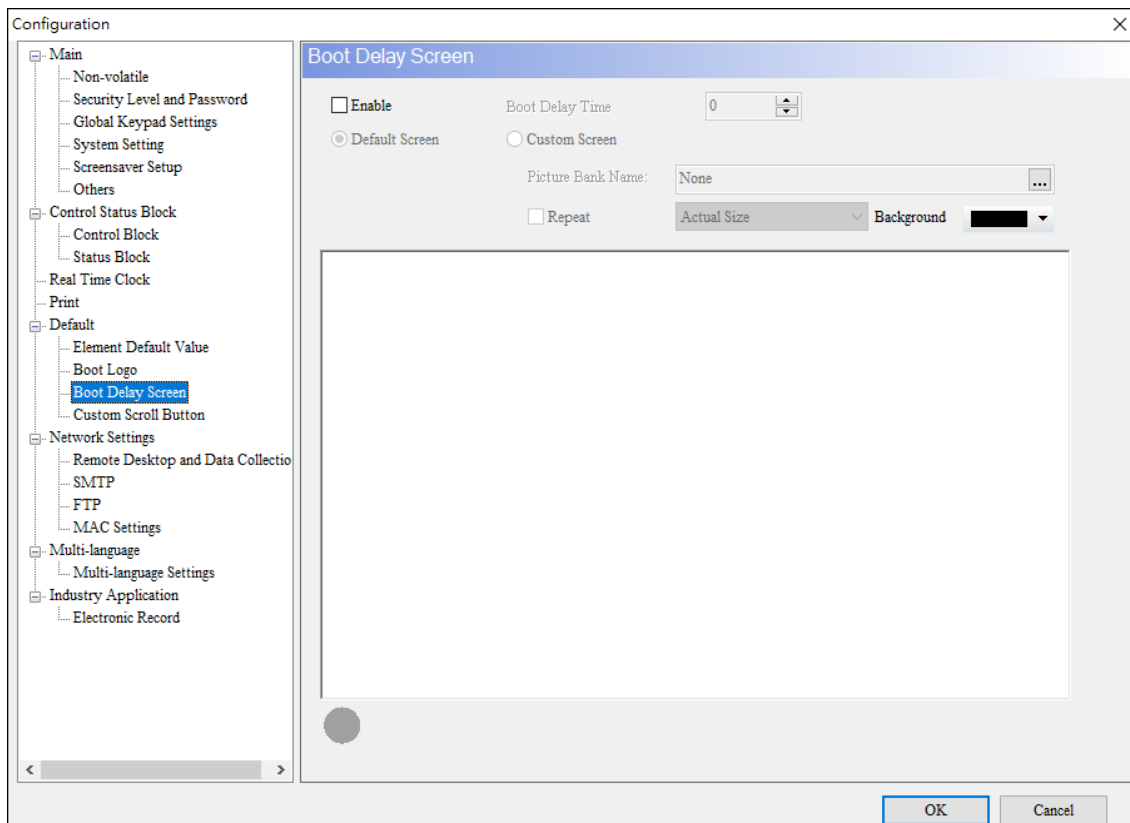 Configuration
Main
Non-volatile
Security Level and Password
Global Keypad Settings
System Setting
Screensaver Setup
Others
Control Status Block
Control Block
Status Block
Real Time Clock
Print
Default
Element Default Value
Boot Logo
Boot Delay Screen
Custom Scroll Button
Network Settings
Remote Desktop and Data Collectio
SMTP
FTP
MAC Settings
Multi-language
Multi-language Settings
Industry Application
Electronic Record
Boot Delay Screen
Enable Boot Delay Time 0
Default Screen Custom Screen
Picture Bank Name: None ...
Repeat Actual Size Background
OK Cancel